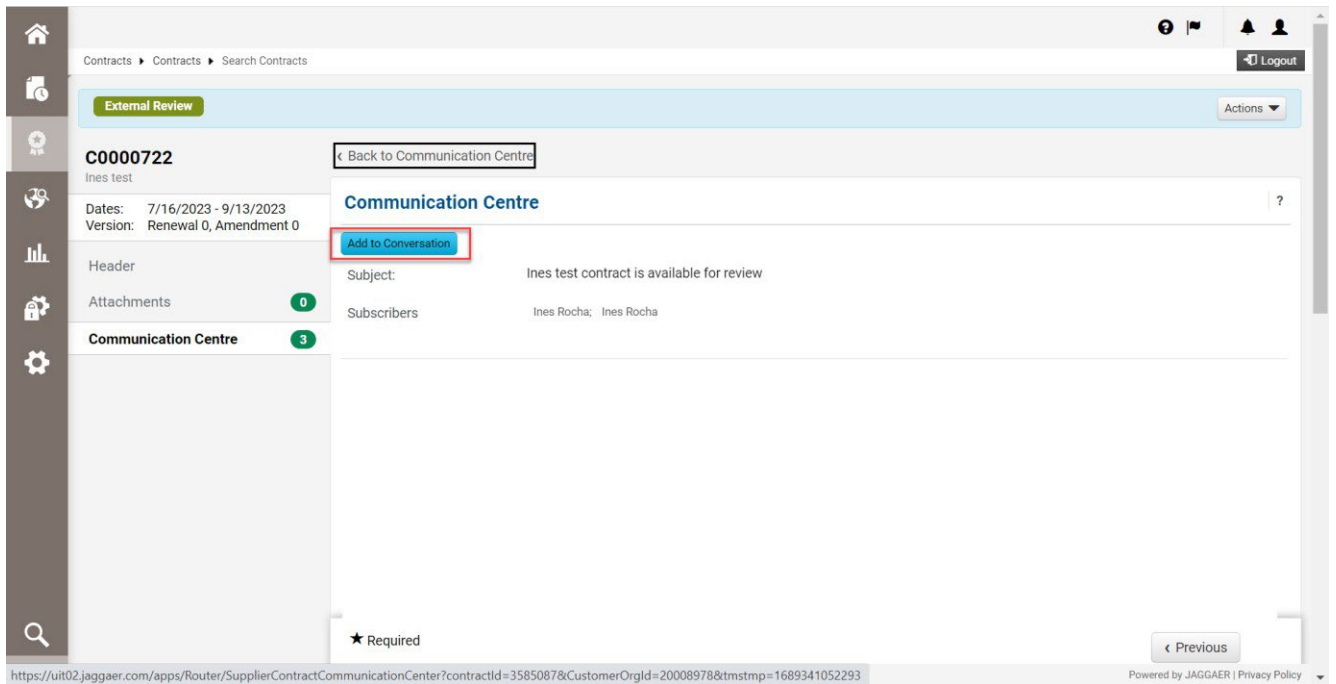 Contracts ▸ Contracts ▸ Search Contracts
Logout
External Review
Actions
C0000722
Ines test
Dates: 7/16/2023 - 9/13/2023
Version: Renewal 0, Amendment 0
Header
Attachments 0
Communication Centre 3
‹ Back to Communication Centre
Communication Centre
?
Add to Conversation
Subject: Ines test contract is available for review
Subscribers Ines Rocha; Ines Rocha
★ Required
‹ Previous
https://uit02.jaggaer.com/apps/Router/SupplierContractCommunicationCenter?contractId=3585087&CustomerOrgId=20008978&tmstmp=1689341052293
Powered by JAGGAER | Privacy Policy